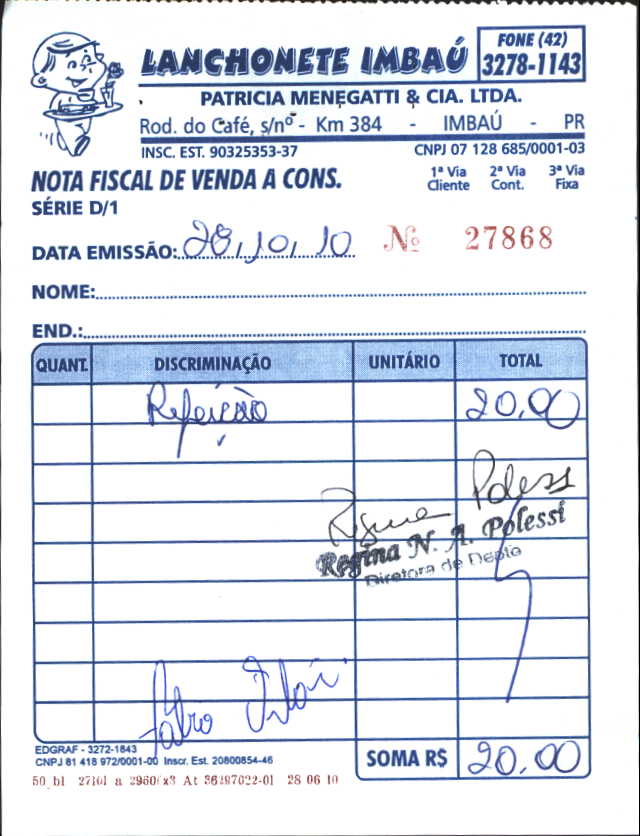 LANCHONETE IMBAÚ
FONE (42)
3278-1143
PATRICIA MENEGATTI & CIA. LTDA.
Rod. do Café, s/nº - Km 384 - IMBAÚ - PR
INSC. EST. 90325353-37 CNPJ 07 128 685/0001-03
NOTA FISCAL DE VENDA A CONS.
1ª Via 2ª Via 3ª Via
Cliente Cont. Fixa
SÉRIE D/1
DATA EMISSÃO: 28, 10, 10 Nº 27868
NOME:
END.:
QUANT. DISCRIMINAÇÃO UNITÁRIO TOTAL
Refeição 20,00
Regina Polessi
Regina N. A. Polessi
Diretora de Depto
SOMA R$ 20,00
EDGRAF - 3272-1843
CNPJ 81 418 972/0001-00 Inscr. Est. 20800854-46
50 bl 27101 a 28 06 10